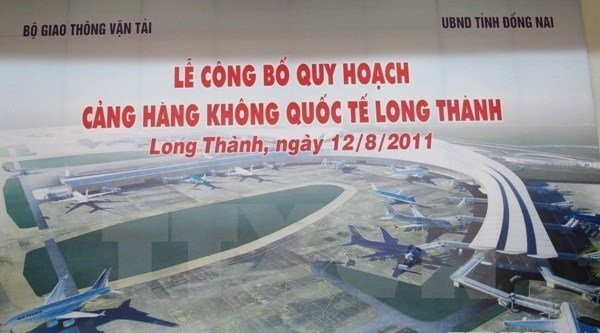 BỘ GIAO THÔNG VẬN TẢI
UBND TỈNH ĐỒNG NAI
LỄ CÔNG BỐ QUY HOẠCH
CẢNG HÀNG KHÔNG QUỐC TẾ LONG THÀNH
Long Thành, ngày 12/8/2011